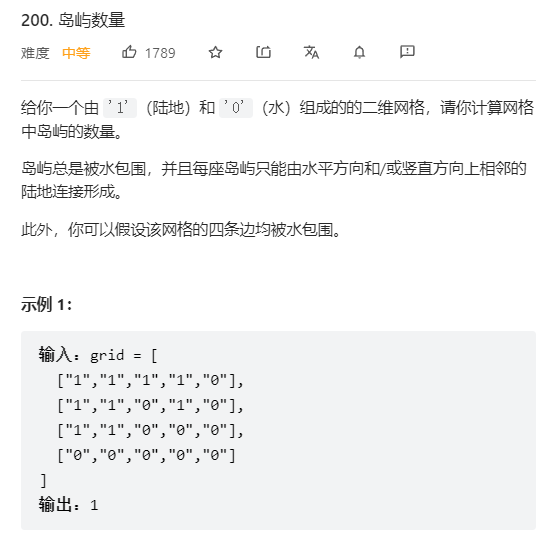 200. 岛屿数量
难度 中等 1789
给你一个由 '1' （陆地）和 '0' （水）组成的的二维网格，请你计算网格
中岛屿的数量。
岛屿总是被水包围，并且每座岛屿只能由水平方向和/或竖直方向上相邻的
陆地连接形成。
此外，你可以假设该网格的四条边均被水包围。
示例 1：
输入：grid = [
  ["1","1","1","1","0"],
  ["1","1","0","1","0"],
  ["1","1","0","0","0"],
  ["0","0","0","0","0"]
]
输出：1